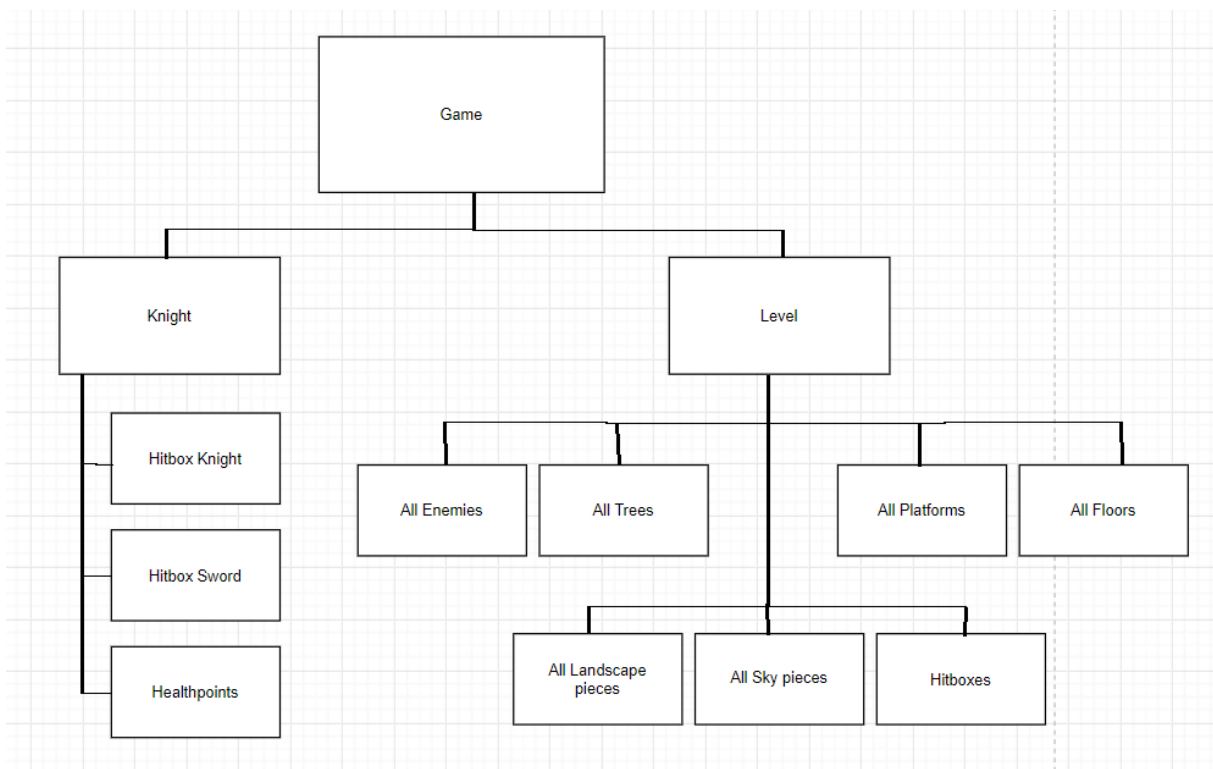 Game
Knight
Level
Hitbox Knight
Hitbox Sword
Healthpoints
All Enemies
All Trees
All Platforms
All Floors
All Landscape
pieces
All Sky pieces
Hitboxes